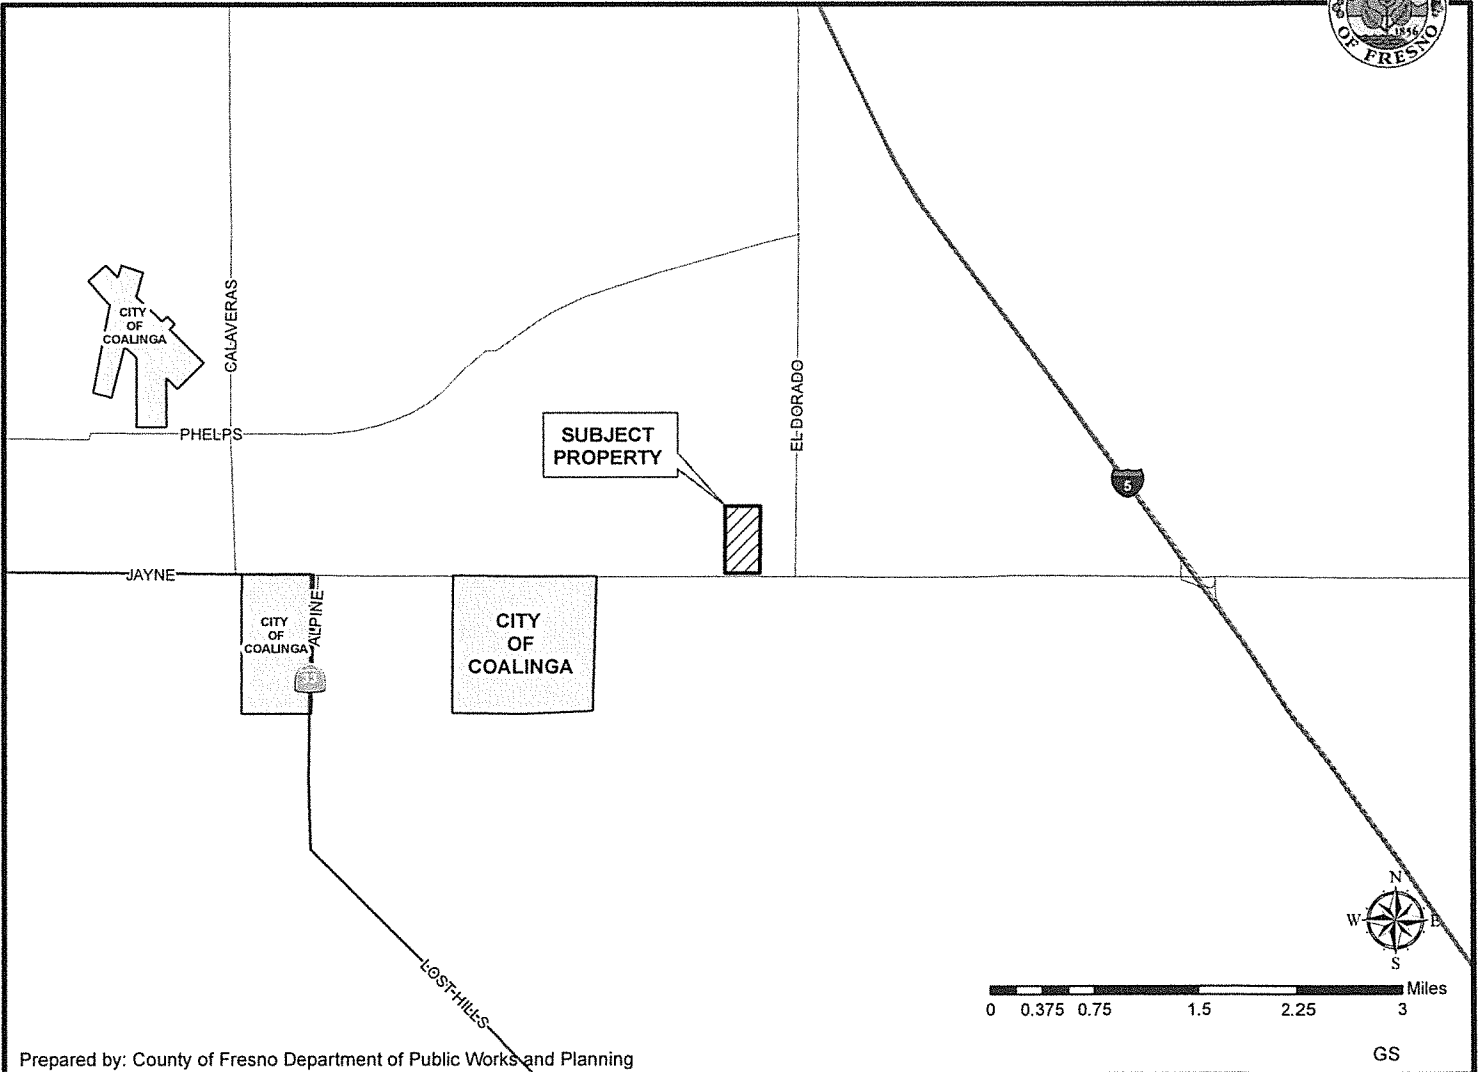 1856
OF FRESNO
CITY
OF
COALINGA
CALAVERAS
PHELPS
SUBJECT
PROPERTY
EL DORADO
5
JAYNE
ALPINE
CITY
OF
COALINGA
CITY
OF
COALINGA
LOST HILLS
N
W
E
S
Miles
0 0.375 0.75 1.5 2.25 3
GS
Prepared by: County of Fresno Department of Public Works and Planning